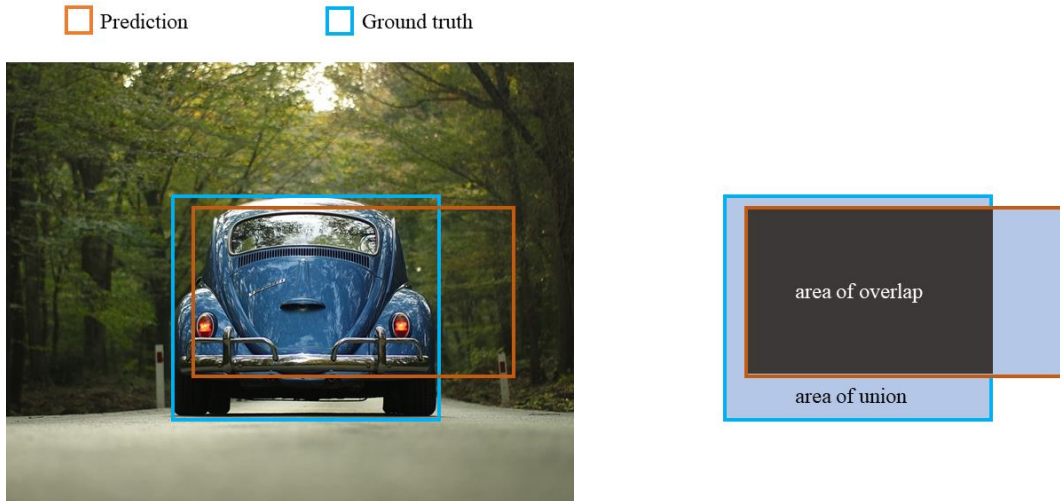 Prediction
Ground truth
area of overlap
area of union